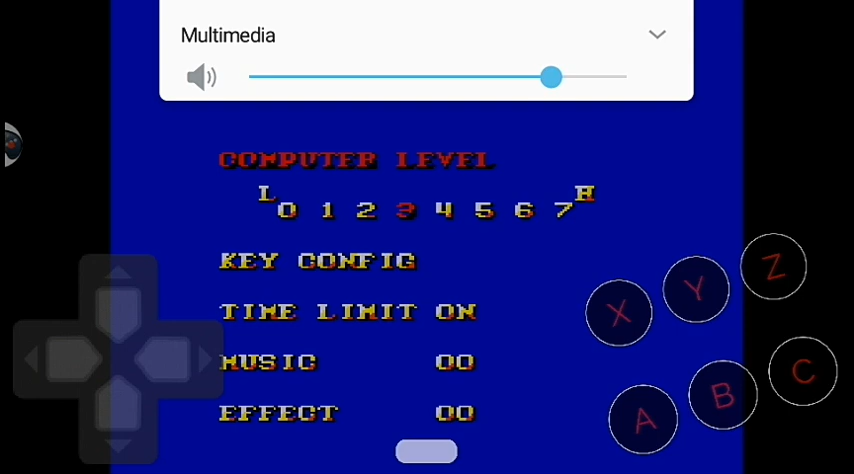 Multimedia
COMPUTER LEVEL
L 0 1 2 3 4 5 6 7 H
KEY CONFIG
TIME LIMIT ON
MUSIC 00
EFFECT 00
X Y Z
A B C